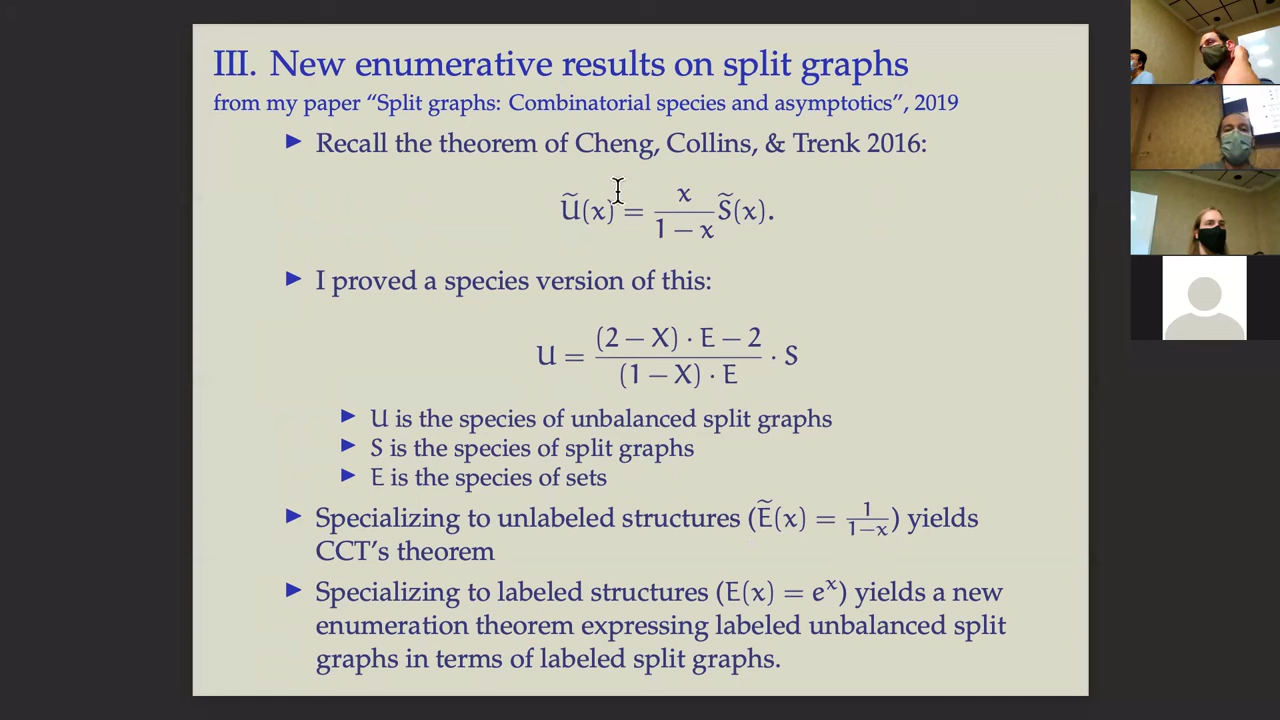 III. New enumerative results on split graphs
from my paper “Split graphs: Combinatorial species and asymptotics”, 2019
▶ Recall the theorem of Cheng, Collins, & Trenk 2016:
Ũ(x) = x/(1 − x) S̃(x).
▶ I proved a species version of this:
U = ((2 − X) · E − 2)/((1 − X) · E) · S
▶ U is the species of unbalanced split graphs
▶ S is the species of split graphs
▶ E is the species of sets
▶ Specializing to unlabeled structures (Ẽ(x) = 1/(1−x)) yields
CCT’s theorem
▶ Specializing to labeled structures (E(x) = eˣ) yields a new
enumeration theorem expressing labeled unbalanced split
graphs in terms of labeled split graphs.